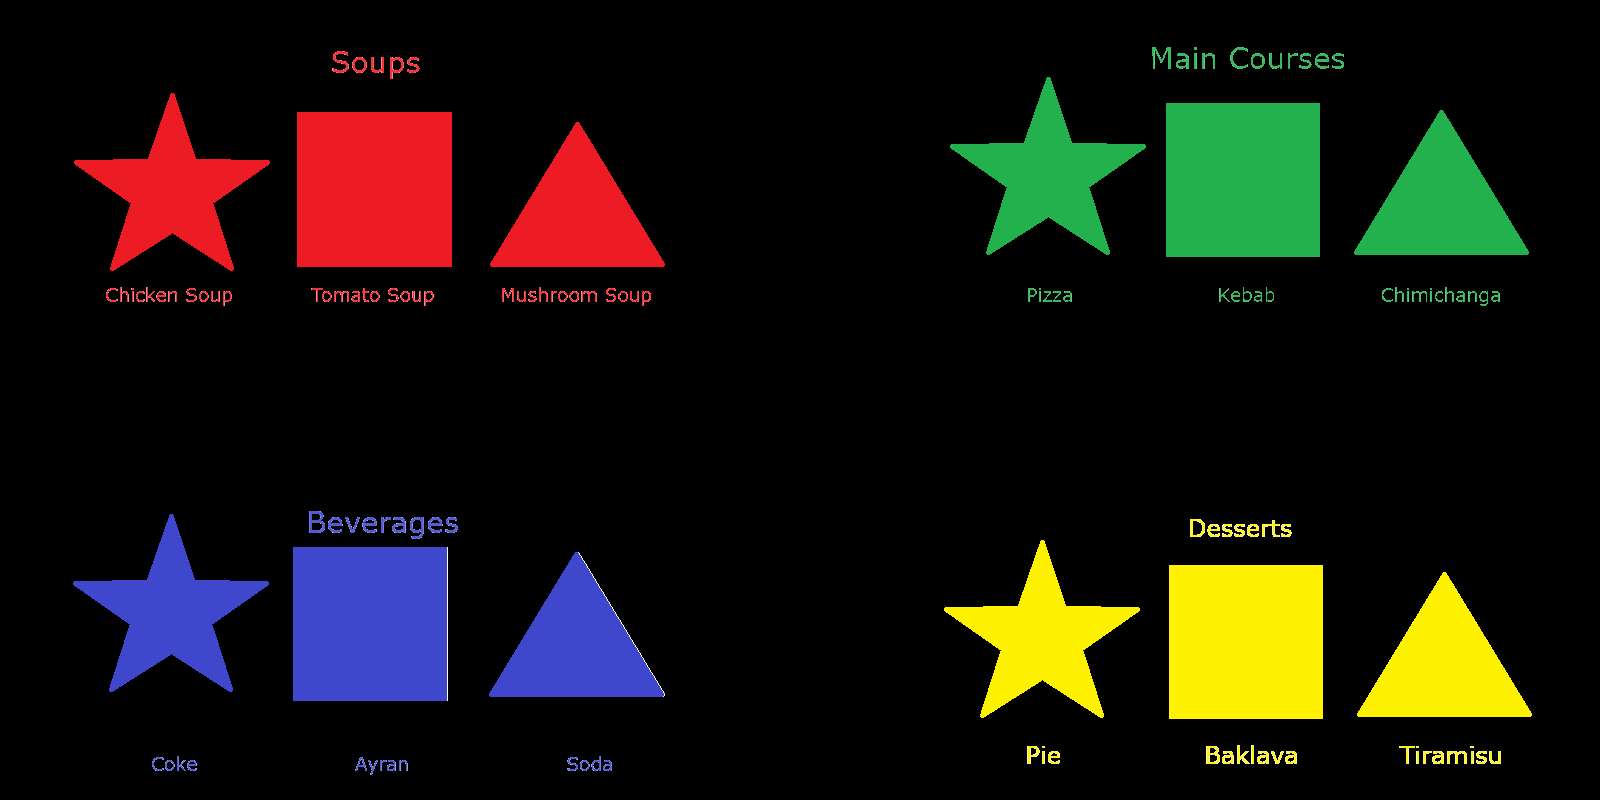 Soups
Chicken Soup Tomato Soup Mushroom Soup
Main Courses
Pizza Kebab Chimichanga
Beverages
Coke Ayran Soda
Desserts
Pie Baklava Tiramisu